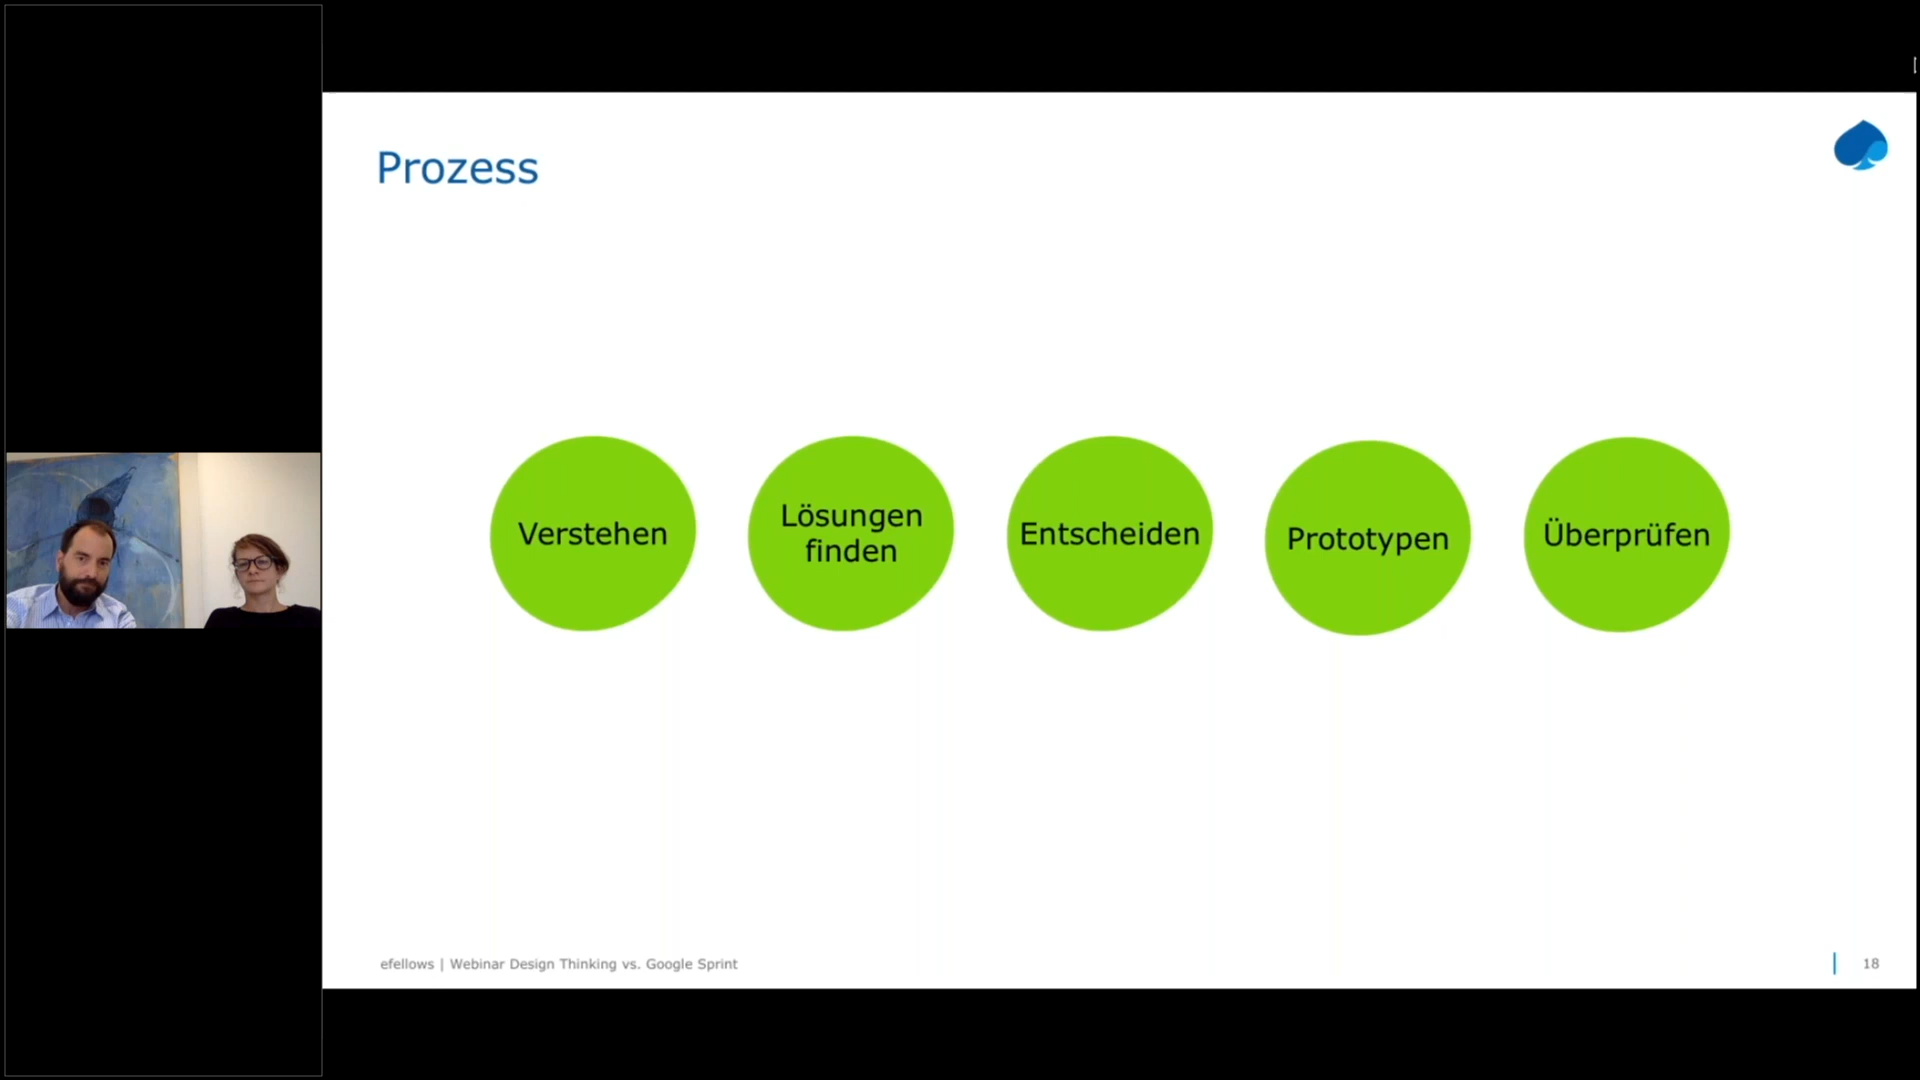 Prozess
Verstehen
Lösungen
finden
Entscheiden
Prototypen
Überprüfen
efellows | Webinar Design Thinking vs. Google Sprint
18